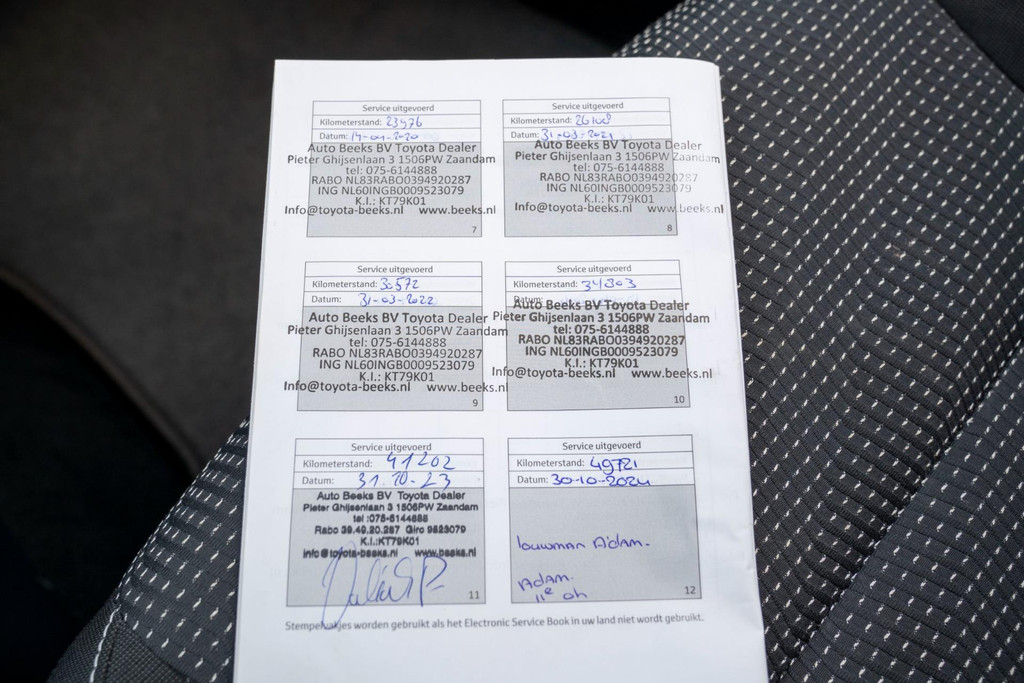 Service uitgevoerd
Kilometerstand: 23976
Datum: 14-04-2020
Auto Beeks BV Toyota Dealer
Pieter Ghijsenlaan 3 1506PW Zaandam
tel: 075-6144888
RABO NL83RABO0394920287
ING NL60INGB0009523079
K.I.: KT79K01
Info@toyota-beeks.nl www.beeks.nl
7
Service uitgevoerd
Kilometerstand: 26108
Datum: 31-03-2021
Auto Beeks BV Toyota Dealer
Pieter Ghijsenlaan 3 1506PW Zaandam
tel: 075-6144888
RABO NL83RABO0394920287
ING NL60INGB0009523079
K.I.: KT79K01
Info@toyota-beeks.nl www.beeks.nl
8
Service uitgevoerd
Kilometerstand: 30572
Datum: 31-03-2022
Auto Beeks BV Toyota Dealer
Pieter Ghijsenlaan 3 1506PW Zaandam
tel: 075-6144888
RABO NL83RABO0394920287
ING NL60INGB0009523079
K.I.: KT79K01
Info@toyota-beeks.nl www.beeks.nl
9
Service uitgevoerd
Kilometerstand: 34803
Datum:
Auto Beeks BV Toyota Dealer
Pieter Ghijsenlaan 3 1506PW Zaandam
tel: 075-6144888
RABO NL83RABO0394920287
ING NL60INGB0009523079
K.I.: KT79K01
Info@toyota-beeks.nl www.beeks.nl
10
Service uitgevoerd
Kilometerstand: 41202
Datum: 31-10-23
Auto Beeks BV Toyota Dealer
Pieter Ghijsenlaan 3 1506PW Zaandam
tel :075-6144888
Rabo 39.49.20.287 Giro 9523079
K.I.:KT79K01
info@toyota-beeks.nl www.beeks.nl
11
Service uitgevoerd
Kilometerstand: 49721
Datum: 30-10-2024
louwman A'dam.
ADAM.
12
Stempelvakjes worden gebruikt als het Electronic Service Book in uw land niet wordt gebruikt.